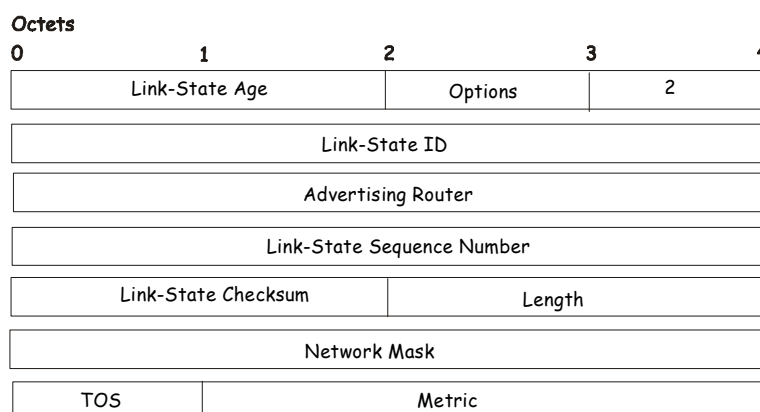 Octets
0 1 2 3 4
Link-State Age Options 2
Link-State ID
Advertising Router
Link-State Sequence Number
Link-State Checksum Length
Network Mask
TOS Metric